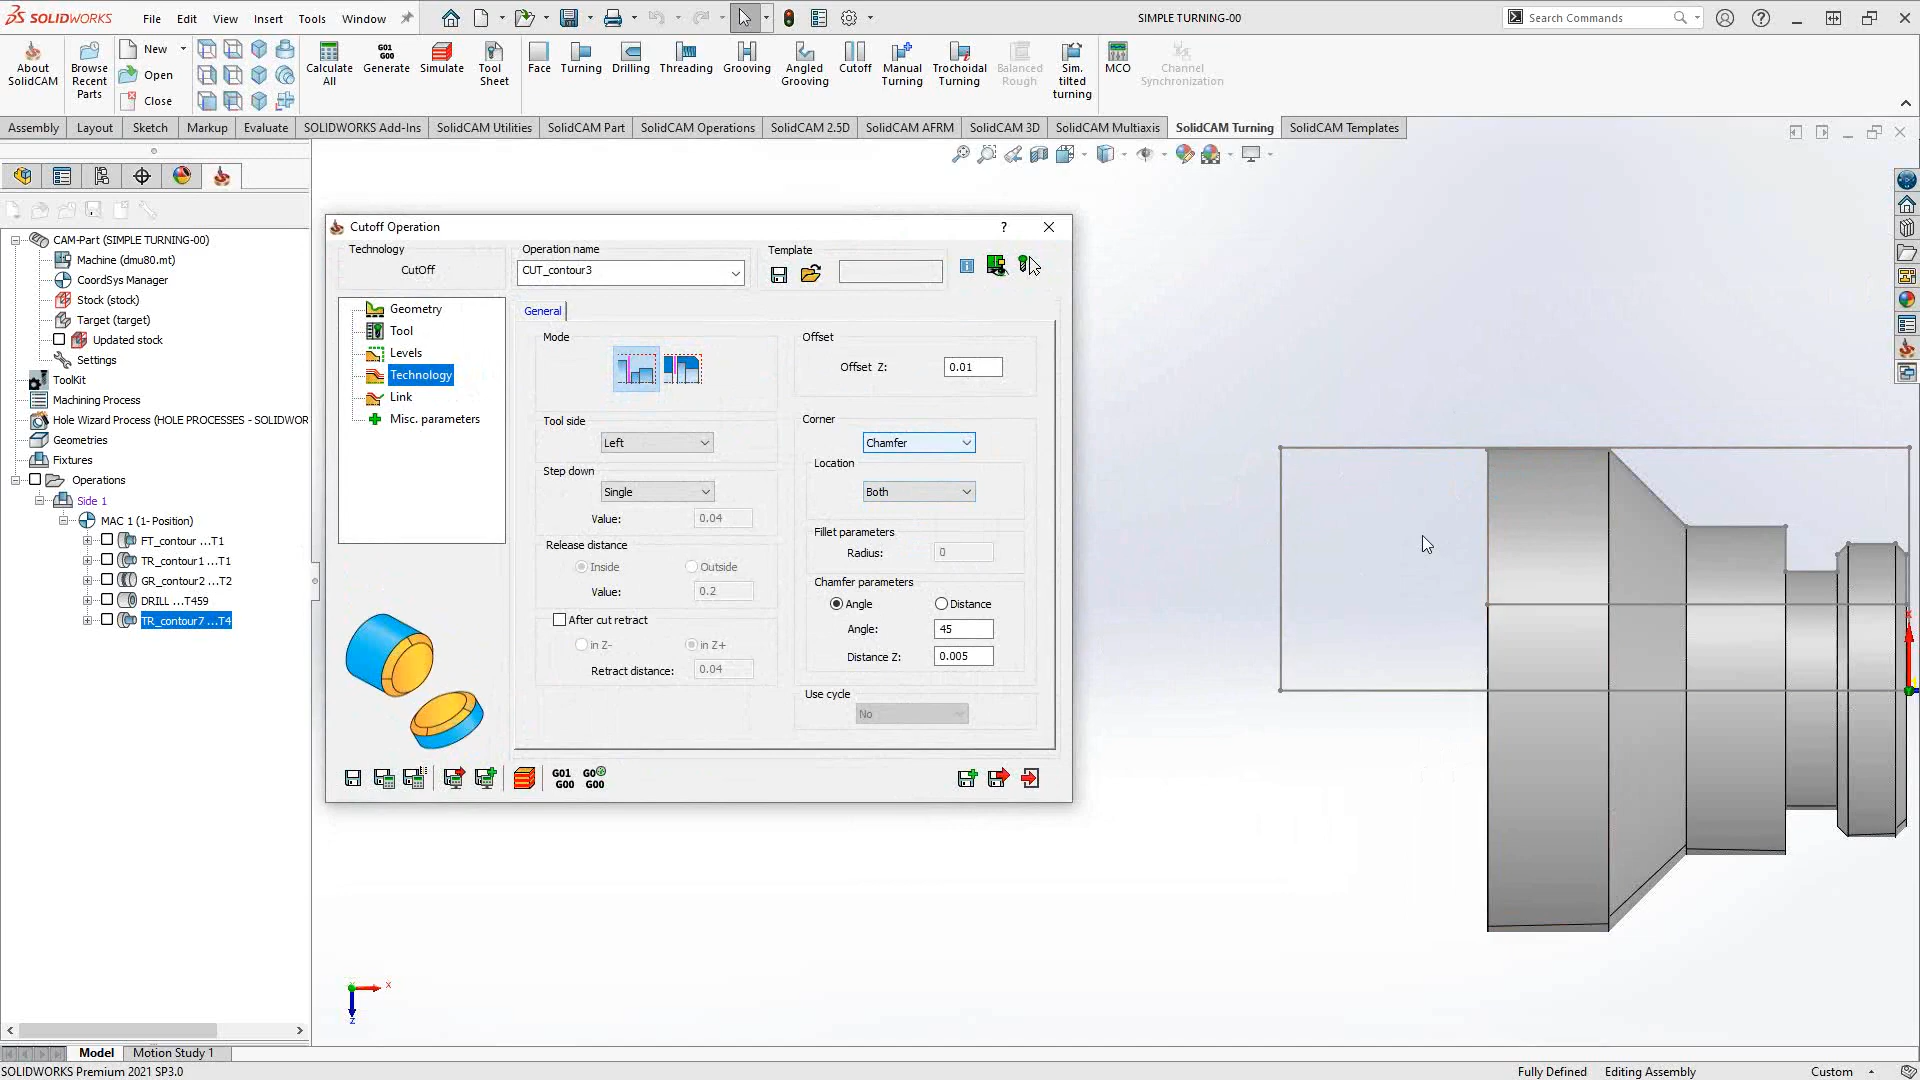 SOLIDWORKS File Edit View Insert Tools Window
SIMPLE TURNING-00
Search Commands
About SolidCAM
Browse Recent Parts
New
Open
Close
Calculate All
G01 G00 Generate
Simulate
Tool Sheet
Face
Turning
Drilling
Threading
Grooving
Angled Grooving
Cutoff
Manual Turning
Trochoidal Turning
Balanced Rough
Sim. tilted turning
MCO
Channel Synchronization
Assembly Layout Sketch Markup Evaluate SOLIDWORKS Add-Ins SolidCAM Utilities SolidCAM Part SolidCAM Operations SolidCAM 2.5D SolidCAM AFRM SolidCAM 3D SolidCAM Multiaxis SolidCAM Turning SolidCAM Templates
CAM-Part (SIMPLE TURNING-00)
Machine (dmu80.mt)
CoordSys Manager
Stock (stock)
Target (target)
Updated stock
Settings
ToolKit
Machining Process
Hole Wizard Process (HOLE PROCESSES - SOLIDWOR
Geometries
Fixtures
Operations
Side 1
MAC 1 (1- Position)
FT_contour ...T1
TR_contour1 ...T1
GR_contour2 ...T2
DRILL ...T459
TR_contour7 ...T4
Cutoff Operation
?
Technology
CutOff
Operation name
CUT_contour3
Template
Geometry
Tool
Levels
Technology
Link
Misc. parameters
General
Mode
Tool side
Left
Step down
Single
Value: 0.04
Release distance
Inside Outside
Value: 0.2
After cut retract
in Z- in Z+
Retract distance: 0.04
Offset
Offset Z: 0.01
Corner
Chamfer
Location
Both
Fillet parameters
Radius: 0
Chamfer parameters
Angle Distance
Angle: 45
Distance Z: 0.005
Use cycle
No
G01 G00
G00
X
Z
X
Model Motion Study 1
SOLIDWORKS Premium 2021 SP3.0
Fully Defined Editing Assembly Custom